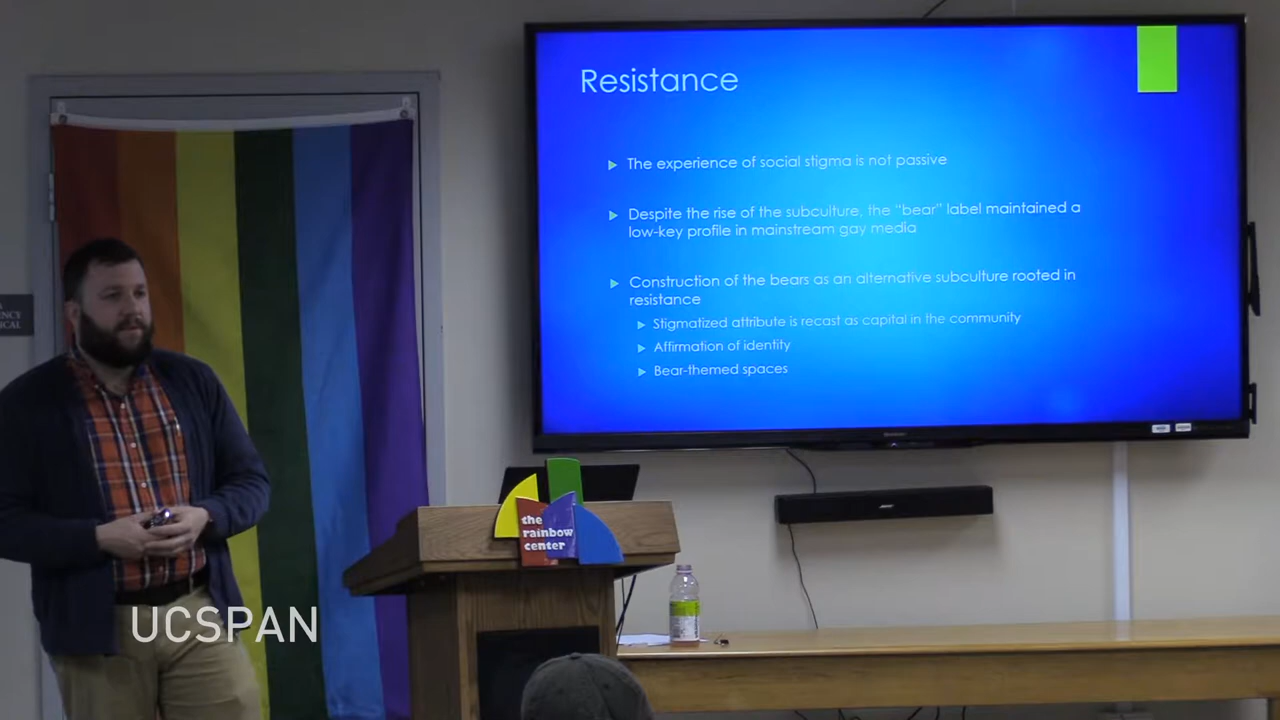 Resistance
The experience of social stigma is not passive
Despite the rise of the subculture, the "bear" label maintained a
low-key profile in mainstream gay media
Construction of the bears as an alternative subculture rooted in
resistance
Stigmatized attribute is recast as capital in the community
Affirmation of identity
Bear-themed spaces
the
rainbow
center
UCSPAN